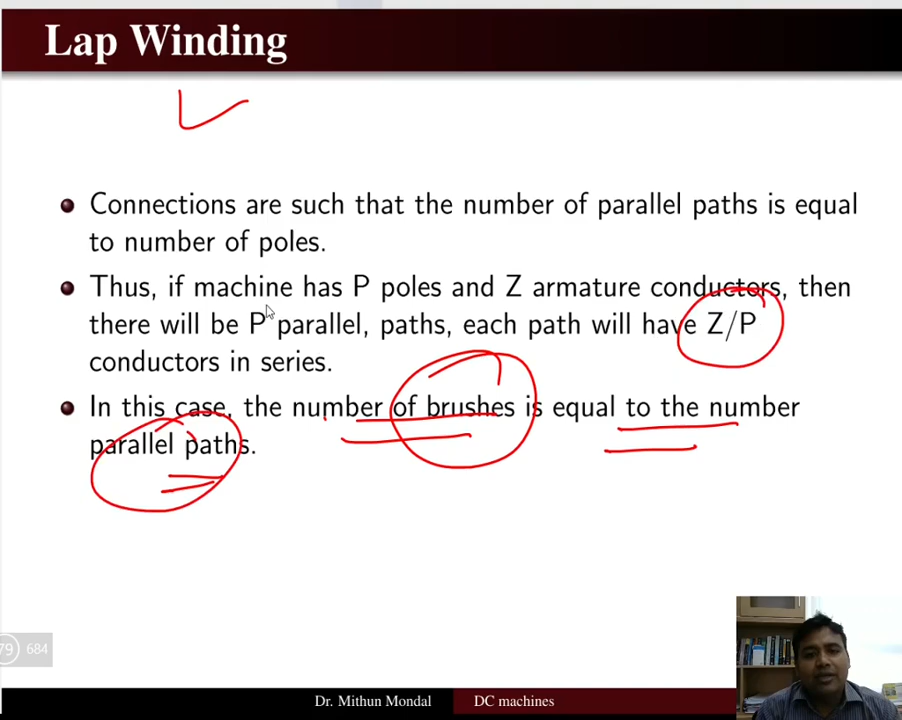 Lap Winding
Connections are such that the number of parallel paths is equal
to number of poles.
Thus, if machine has P poles and Z armature conductors, then
there will be P parallel, paths, each path will have Z/P
conductors in series.
In this case, the number of brushes is equal to the number
parallel paths.
79 684
Dr. Mithun Mondal DC machines